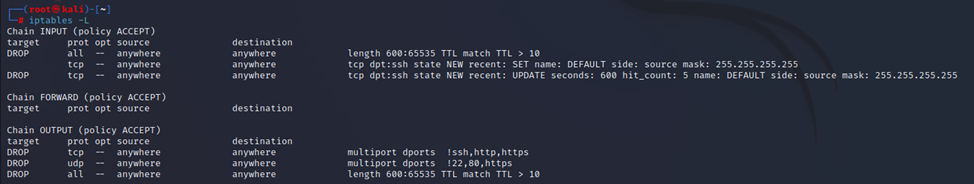 ┌──(root㉿kali)-[~]
└─# iptables -L
Chain INPUT (policy ACCEPT)
target     prot opt source               destination
DROP       all  --  anywhere             anywhere             length 600:65535 TTL match TTL > 10
           tcp  --  anywhere             anywhere             tcp dpt:ssh state NEW recent: SET name: DEFAULT side: source mask: 255.255.255.255
DROP       tcp  --  anywhere             anywhere             tcp dpt:ssh state NEW recent: UPDATE seconds: 600 hit_count: 5 name: DEFAULT side: source mask: 255.255.255.255
Chain FORWARD (policy ACCEPT)
target     prot opt source               destination
Chain OUTPUT (policy ACCEPT)
target     prot opt source               destination
DROP       tcp  --  anywhere             anywhere             multiport dports  !ssh,http,https
DROP       udp  --  anywhere             anywhere             multiport dports  !22,80,https
DROP       all  --  anywhere             anywhere             length 600:65535 TTL match TTL > 10